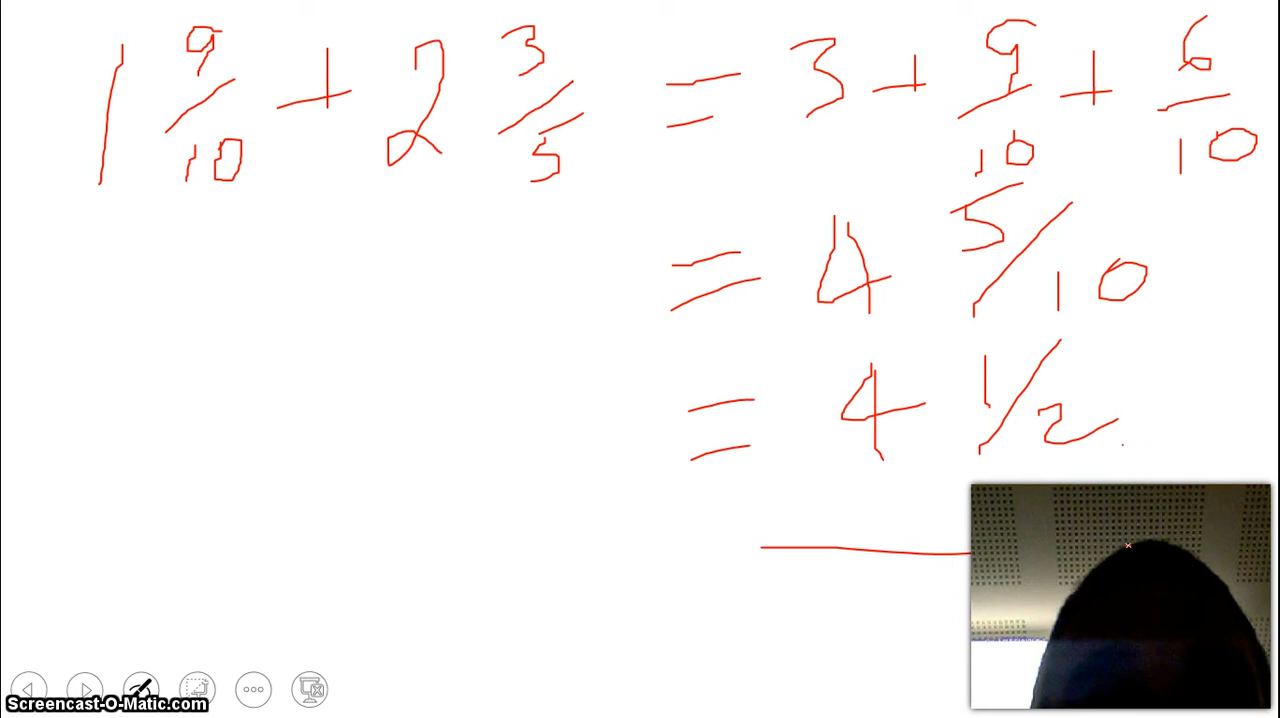 1 9/10 + 2 3/5 = 3 + 9/10 + 6/10
= 4 5/10
= 4 1/2
Screencast-O-Matic.com